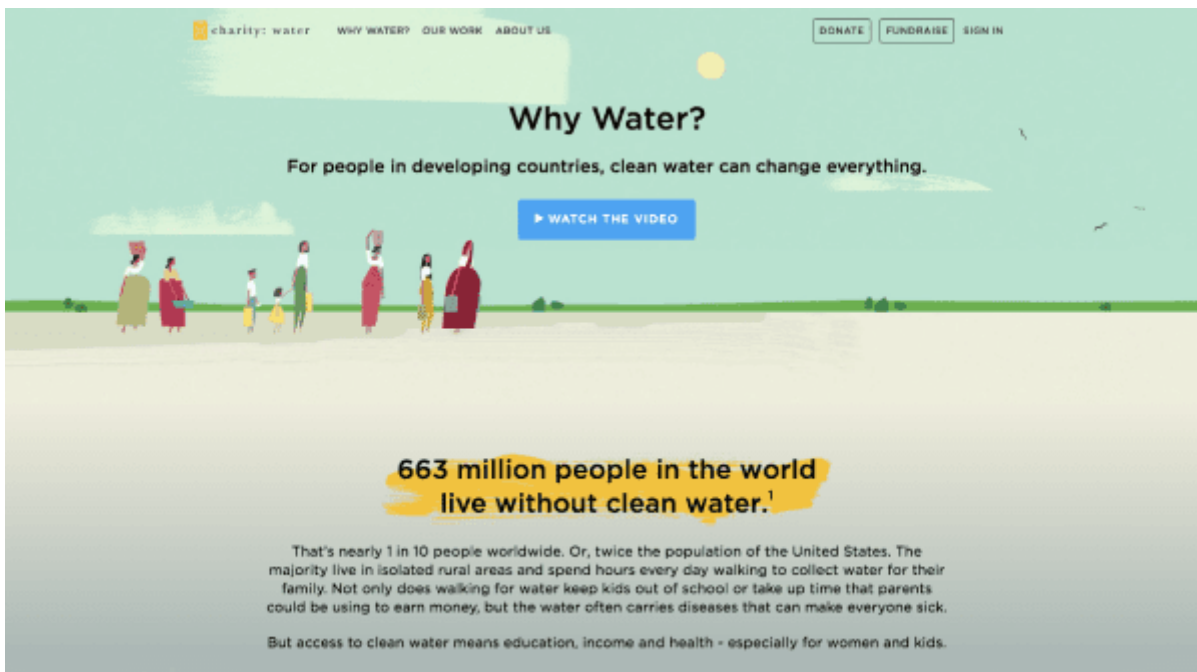 charity: water WHY WATER? OUR WORK ABOUT US DONATE FUNDRAISE SIGN IN
Why Water?
For people in developing countries, clean water can change everything.
WATCH THE VIDEO
663 million people in the world
live without clean water.¹
That's nearly 1 in 10 people worldwide. Or, twice the population of the United States. The
majority live in isolated rural areas and spend hours every day walking to collect water for their
family. Not only does walking for water keep kids out of school or take up time that parents
could be using to earn money, but the water often carries diseases that can make everyone sick.
But access to clean water means education, income and health - especially for women and kids.